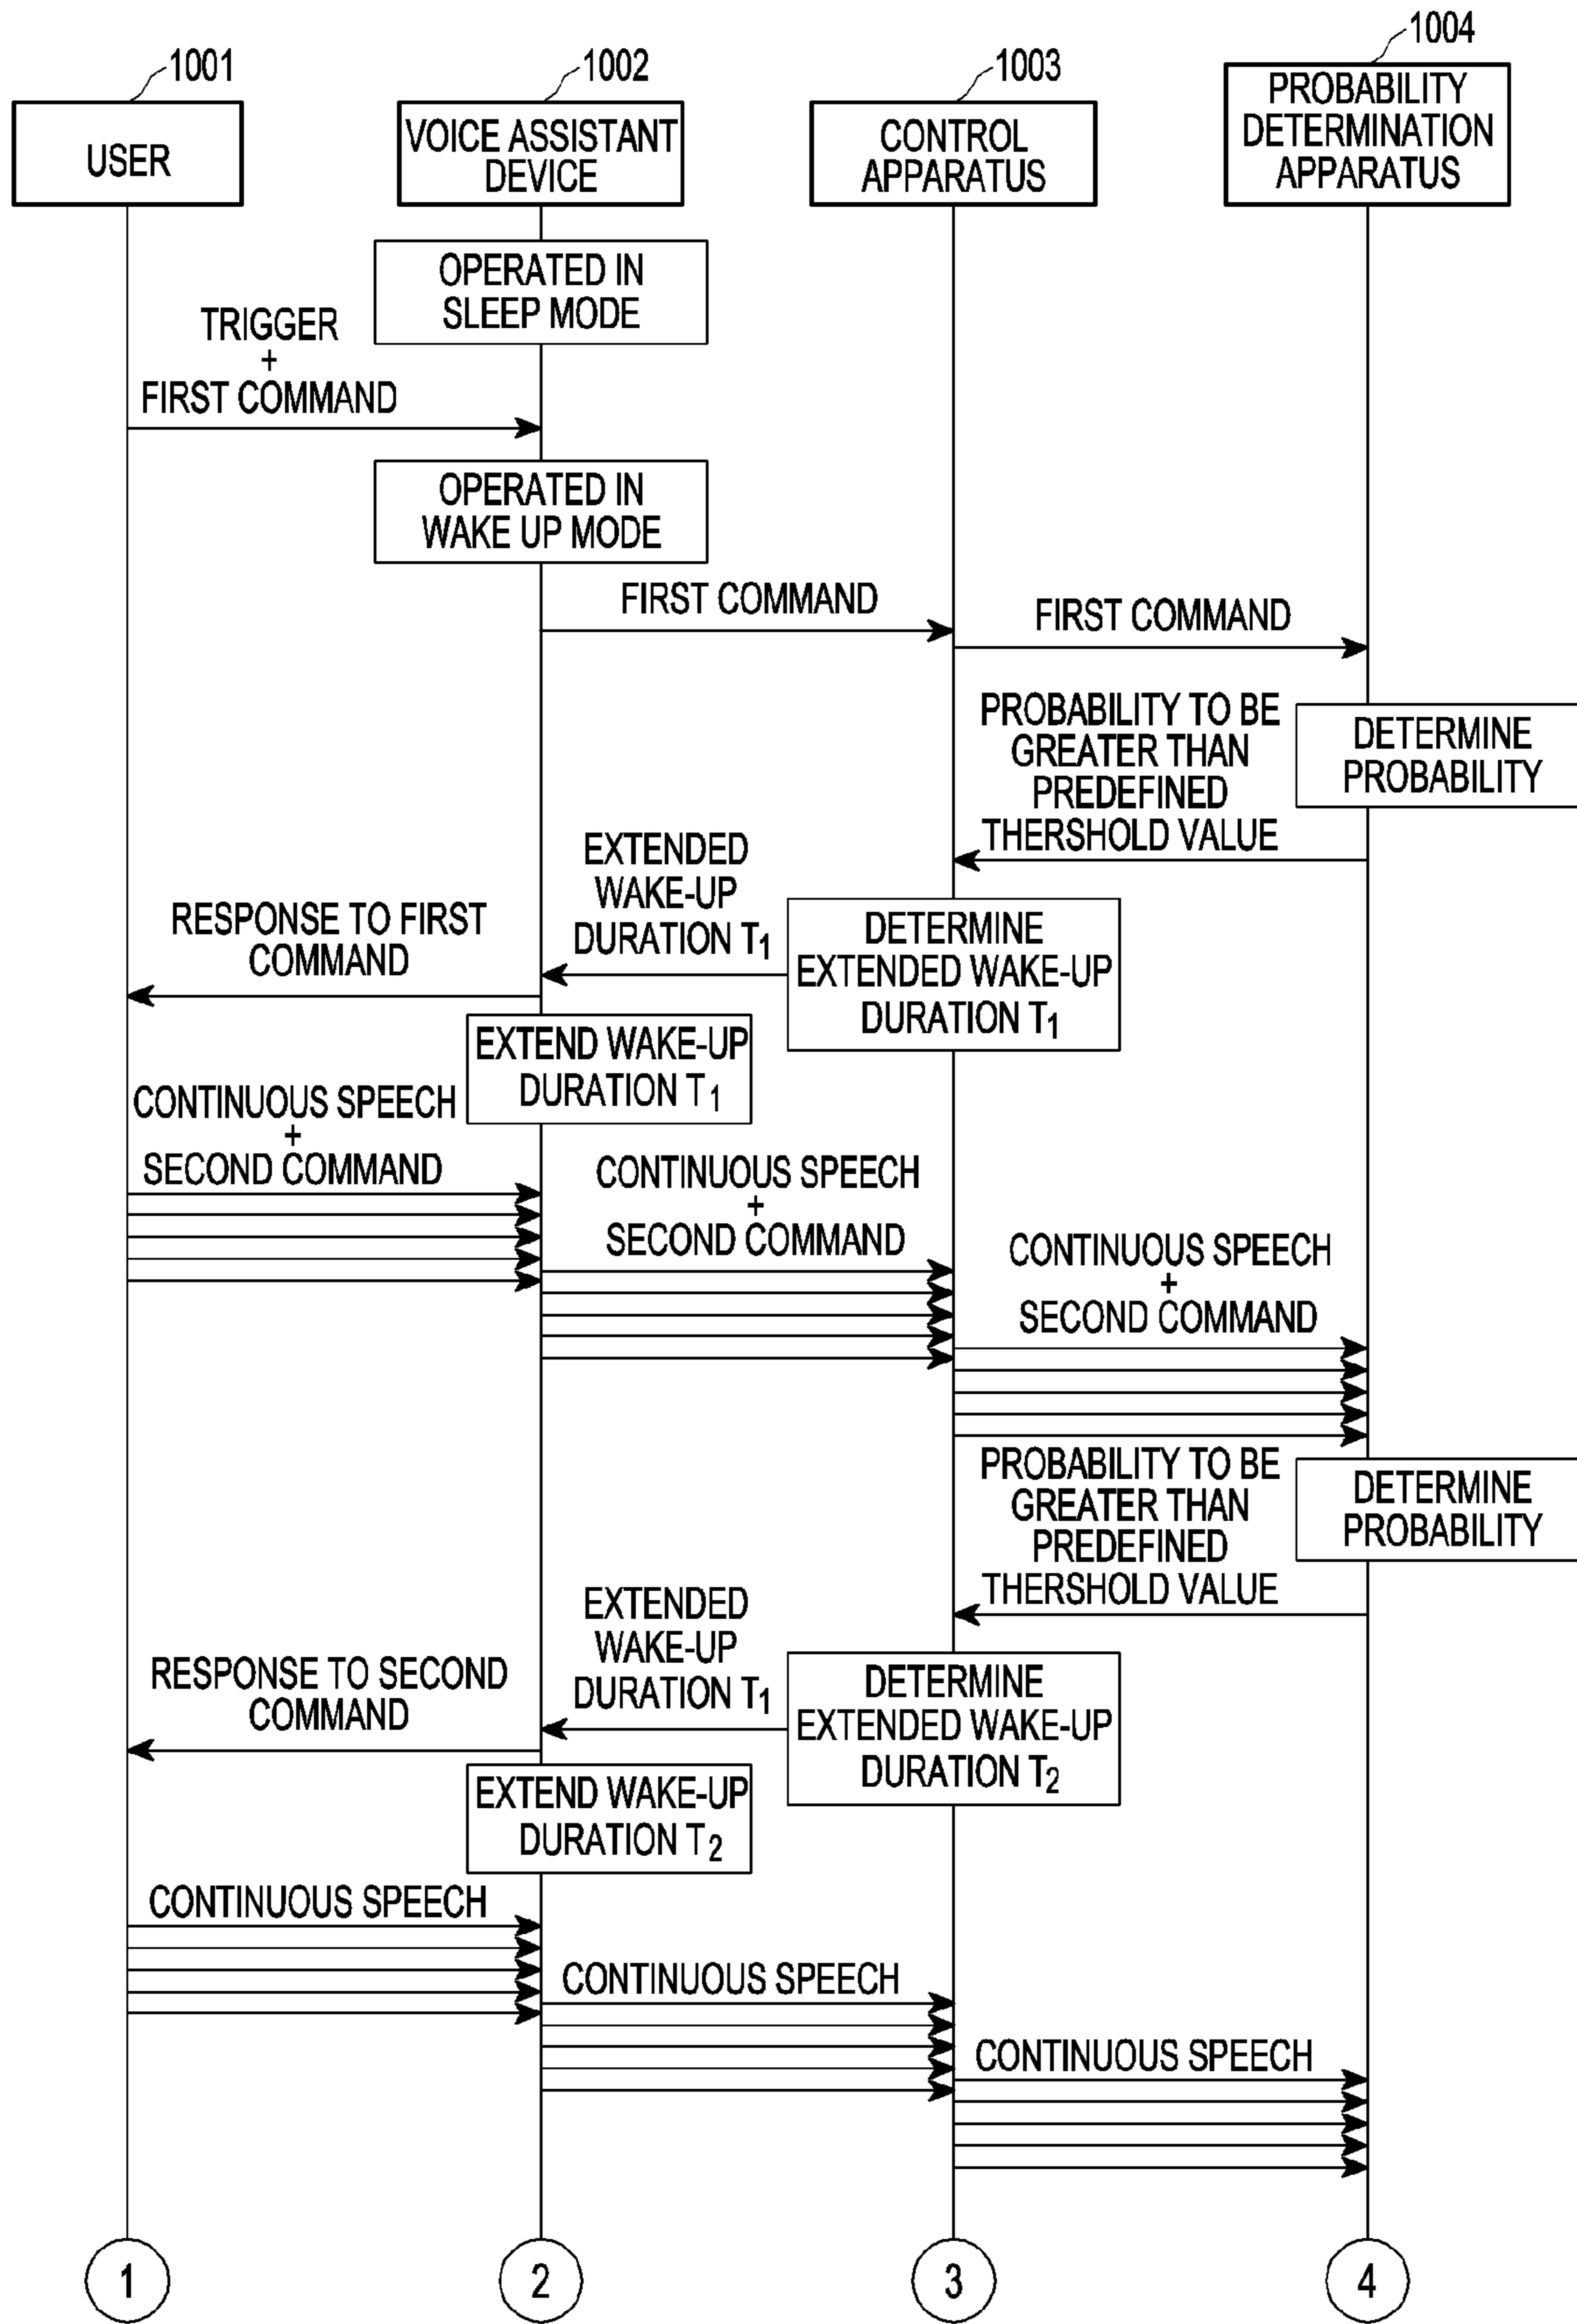 1001
1002
1003
1004
USER
VOICE ASSISTANT
DEVICE
CONTROL
APPARATUS
PROBABILITY
DETERMINATION
APPARATUS
OPERATED IN
SLEEP MODE
TRIGGER
+
FIRST COMMAND
OPERATED IN
WAKE UP MODE
FIRST COMMAND
FIRST COMMAND
DETERMINE
PROBABILITY
PROBABILITY TO BE
GREATER THAN
PREDEFINED
THERSHOLD VALUE
DETERMINE
EXTENDED WAKE-UP
DURATION T1
EXTENDED
WAKE-UP
DURATION T1
RESPONSE TO FIRST
COMMAND
EXTEND WAKE-UP
DURATION T1
CONTINUOUS SPEECH
+
SECOND COMMAND
CONTINUOUS SPEECH
+
SECOND COMMAND
CONTINUOUS SPEECH
+
SECOND COMMAND
DETERMINE
PROBABILITY
PROBABILITY TO BE
GREATER THAN
PREDEFINED
THERSHOLD VALUE
DETERMINE
EXTENDED WAKE-UP
DURATION T2
EXTENDED
WAKE-UP
DURATION T1
RESPONSE TO SECOND
COMMAND
EXTEND WAKE-UP
DURATION T2
CONTINUOUS SPEECH
CONTINUOUS SPEECH
CONTINUOUS SPEECH
1
2
3
4